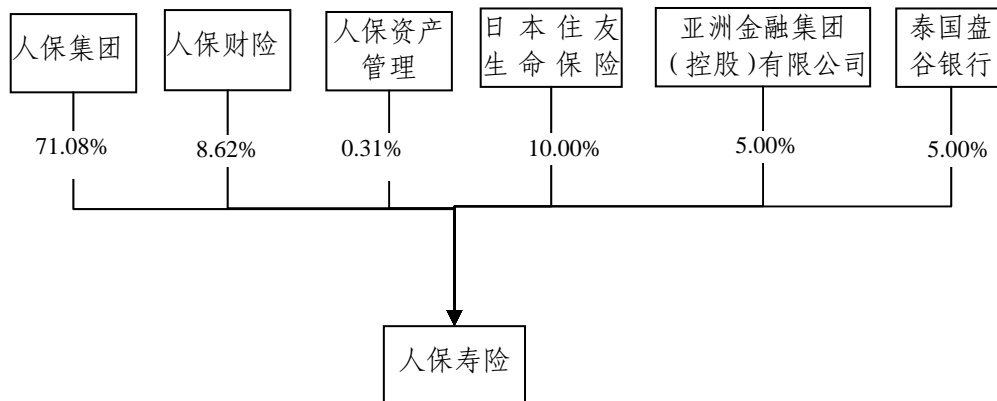 人保集团
人保财险
人保资产
管理
日本住友
生命保险
亚洲金融集团
(控股)有限公司
泰国盘
谷银行
71.08%
8.62%
0.31%
10.00%
5.00%
5.00%
人保寿险